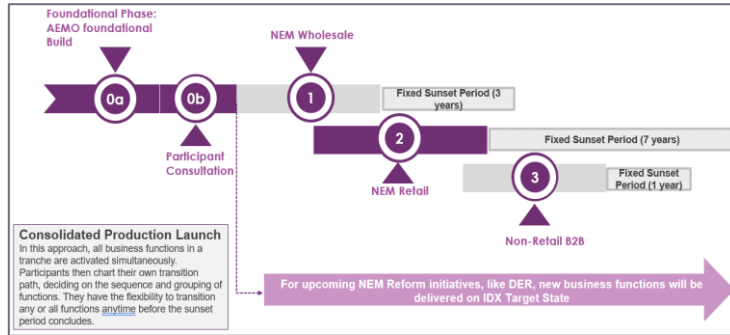 Foundational Phase:
AEMO foundational
Build
NEM Wholesale
0a
0b
1
Fixed Sunset Period (3
years)
2
Fixed Sunset Period (7 years)
Participant
Consultation
NEM Retail
3
Fixed Sunset
Period (1 year)
Non-Retail B2B
Consolidated Production Launch
In this approach, all business functions in a
tranche are activated simultaneously.
Participants then chart their own transition
path, deciding on the sequence and grouping of
functions. They have the flexibility to transition
any or all functions anytime before the sunset
period concludes.
For upcoming NEM Reform initiatives, like DER, new business functions will be
delivered on IDX Target State